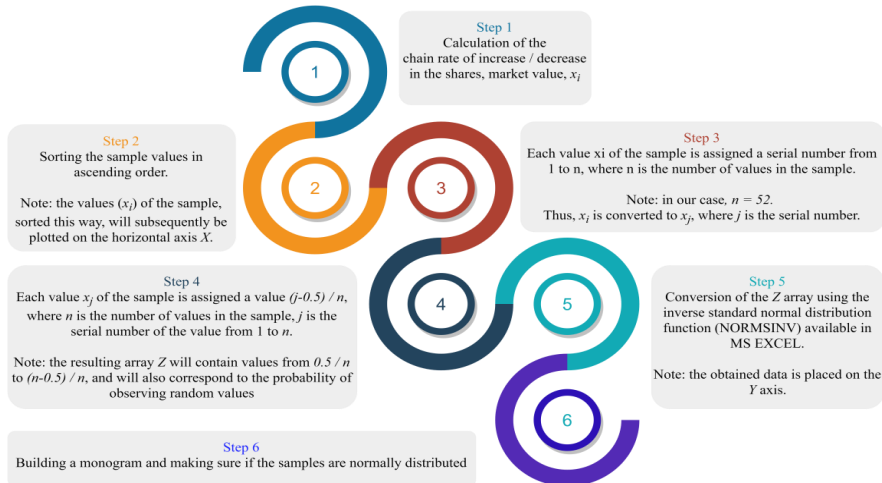 Step 1
Calculation of the
chain rate of increase / decrease
in the shares, market value, xi
1
Step 2
Sorting the sample values in
ascending order.
Note: the values (xi) of the sample,
sorted this way, will subsequently be
plotted on the horizontal axis X.
2
3
Step 3
Each value xi of the sample is assigned a serial number from
1 to n, where n is the number of values in the sample.
Note: in our case, n = 52.
Thus, xi is converted to xj, where j is the serial number.
Step 4
Each value xj of the sample is assigned a value (j-0.5) / n,
where n is the number of values in the sample, j is the
serial number of the value from 1 to n.
Note: the resulting array Z will contain values from 0.5 / n
to (n-0.5) / n, and will also correspond to the probability of
observing random values
4
5
Step 5
Conversion of the Z array using the
inverse standard normal distribution
function (NORMSINV) available in
MS EXCEL.
Note: the obtained data is placed on the
Y axis.
6
Step 6
Building a monogram and making sure if the samples are normally distributed